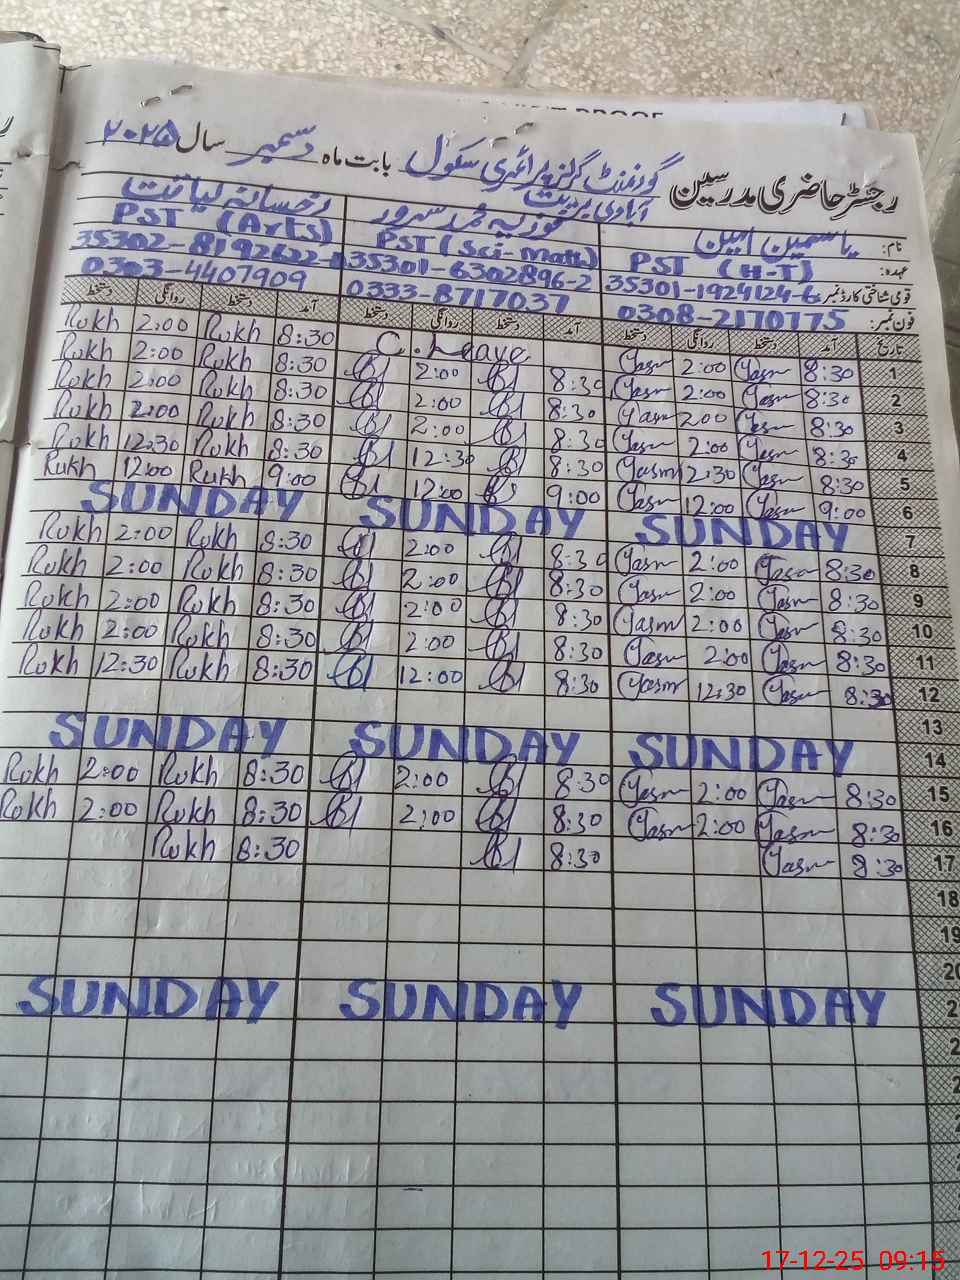 رجسٹر حاضری مدرسین گورنمنٹ گرلز پرائمری سکول بابت ماہ دسمبر سال ۲۰۲۵
آبادی
نام: یاسمین امین فوزیہ محمد سرور رخسانہ لیاقت
عہدہ: PST (H-T) PST (Sci-Math) PST (Arts)
قومی شناختی کارڈ نمبر 35301-1924124-6 35301-6302896-2 35302-8192622-
فون نمبر: 0308-2170775 0333-8717037 0303-4407909
تاریخ آمد دستخط روانگی دستخط آمد دستخط روانگی دستخط آمد دستخط روانگی دستخط
1 8:30 Yasm 2:00 Yasm C.Leave 8:30 Rukh 2:00 Rukh
2 8:30 Yasm 2:00 Yasm 8:30 2:00 8:30 Rukh 2:00 Rukh
3 8:30 Yasm 2:00 Yasm 8:30 2:00 8:30 Rukh 2:00 Rukh
4 8:30 Yasm 2:00 Yasm 8:30 2:00 8:30 Rukh 2:00 Rukh
5 8:30 Yasm 2:30 Yasm 8:30 12:30 8:30 Rukh 12:30 Rukh
6 9:00 Yasm 12:00 Yasm 9:00 12:00 9:00 Rukh 12:00 Rukh
7 SUNDAY SUNDAY SUNDAY
8 8:30 Yasm 2:00 Yasm 8:30 2:00 8:30 Rukh 2:00 Rukh
9 8:30 Yasm 2:00 Yasm 8:30 2:00 8:30 Rukh 2:00 Rukh
10 8:30 Yasm 2:00 Yasm 8:30 2:00 8:30 Rukh 2:00 Rukh
11 8:30 Yasm 2:00 Yasm 8:30 2:00 8:30 Rukh 2:00 Rukh
12 8:30 Yasm 12:30 Yasm 8:30 12:00 8:30 Rukh 12:30 Rukh
13
14 SUNDAY SUNDAY SUNDAY
15 8:30 Yasm 2:00 Yasm 8:30 2:00 8:30 Rukh 2:00 Rukh
16 8:30 Yasm 2:00 Yasm 8:30 2:00 8:30 Rukh 2:00 Rukh
17 8:30 Yasm 8:30 8:30 Rukh
18
19
20
SUNDAY SUNDAY SUNDAY
17-12-25 09:15